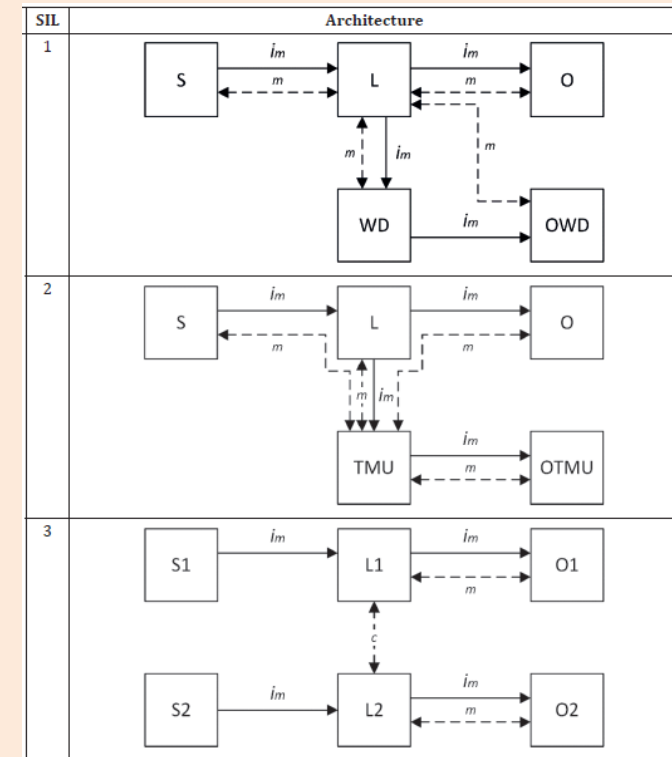 SIL Architecture
1
im im
S m L m O
m im m
WD im OWD
2
im im
S L O
m m
m im
im
TMU m OTMU
3
im im
S1 L1 O1
m
c
im im
S2 L2 O2
m